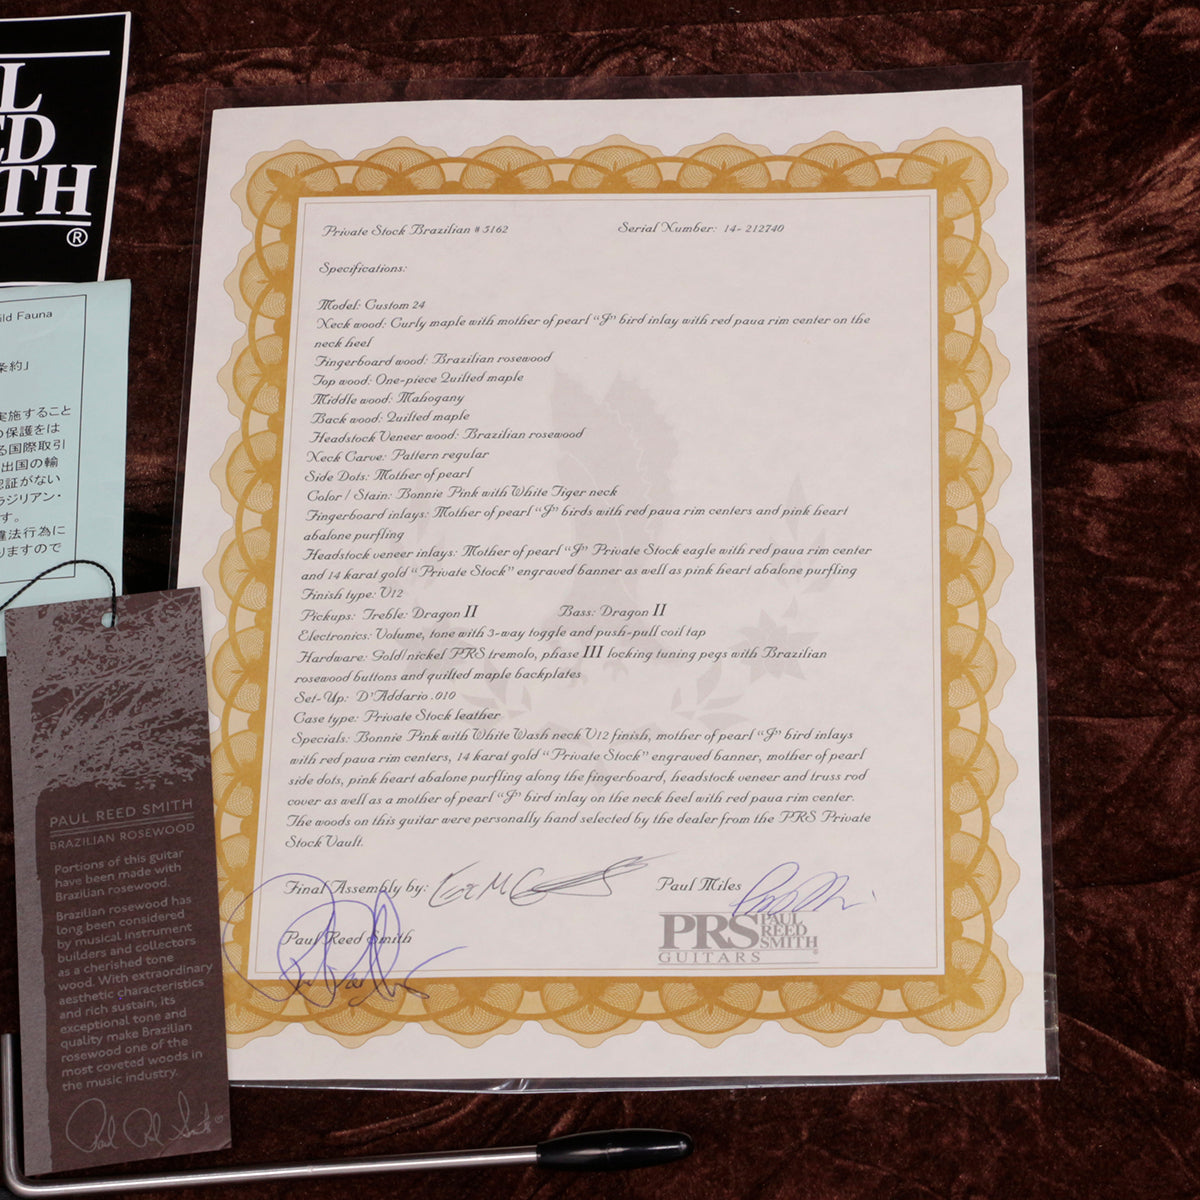 L
ED
TH
®
ild Fauna
条約」
実施すること
の保護をは
る国際取引
出国の輸
認証がない
ラジリアン・
す。
違法行為に
りますので
PAUL REED SMITH
BRAZILIAN ROSEWOOD
Portions of this guitar
have been made with
Brazilian rosewood.
Brazilian rosewood has
long been considered
by musical instrument
builders and collectors
as a cherished tone
wood. With extraordinary
aesthetic characteristics
and rich sustain, its
exceptional tone and
quality make Brazilian
rosewood one of the
most coveted woods in
the music industry.
Paul Reed Smith ®
Private Stock Brazilian # 5162
Serial Number: 14- 212740
Specifications:
Model: Custom 24
Neck wood: Curly maple with mother of pearl "J" bird inlay with red paua rim center on the
neck heel
Fingerboard wood: Brazilian rosewood
Top wood: One-piece Quilted maple
Middle wood: Mahogany
Back wood: Quilted maple
Headstock Veneer wood: Brazilian rosewood
Neck Carve: Pattern regular
Side Dots: Mother of pearl
Color / Stain: Bonnie Pink with White Tiger neck
Fingerboard inlays: Mother of pearl "J" birds with red paua rim centers and pink heart
abalone purfling
Headstock veneer inlays: Mother of pearl "J" Private Stock eagle with red paua rim center
and 14 karat gold "Private Stock" engraved banner as well as pink heart abalone purfling
Finish type: V12
Pickups: Treble: Dragon II Bass: Dragon II
Electronics: Volume, tone with 3-way toggle and push-pull coil tap
Hardware: Gold/nickel PRS tremolo, phase III locking tuning pegs with Brazilian
rosewood buttons and quilted maple backplates
Set-Up: D'Addario .010
Case type: Private Stock leather
Specials: Bonnie Pink with White Wash neck V12 finish, mother of pearl "J" bird inlays
with red paua rim centers, 14 karat gold "Private Stock" engraved banner, mother of pearl
side dots, pink heart abalone purfling along the fingerboard, headstock veneer and truss rod
cover as well as a mother of pearl "J" bird inlay on the neck heel with red paua rim center.
The woods on this guitar were personally hand selected by the dealer from the PRS Private
Stock Vault.
Final Assembly by:
Paul Miles
Paul Reed Smith
PRS PAUL REED SMITH ®
GUITARS